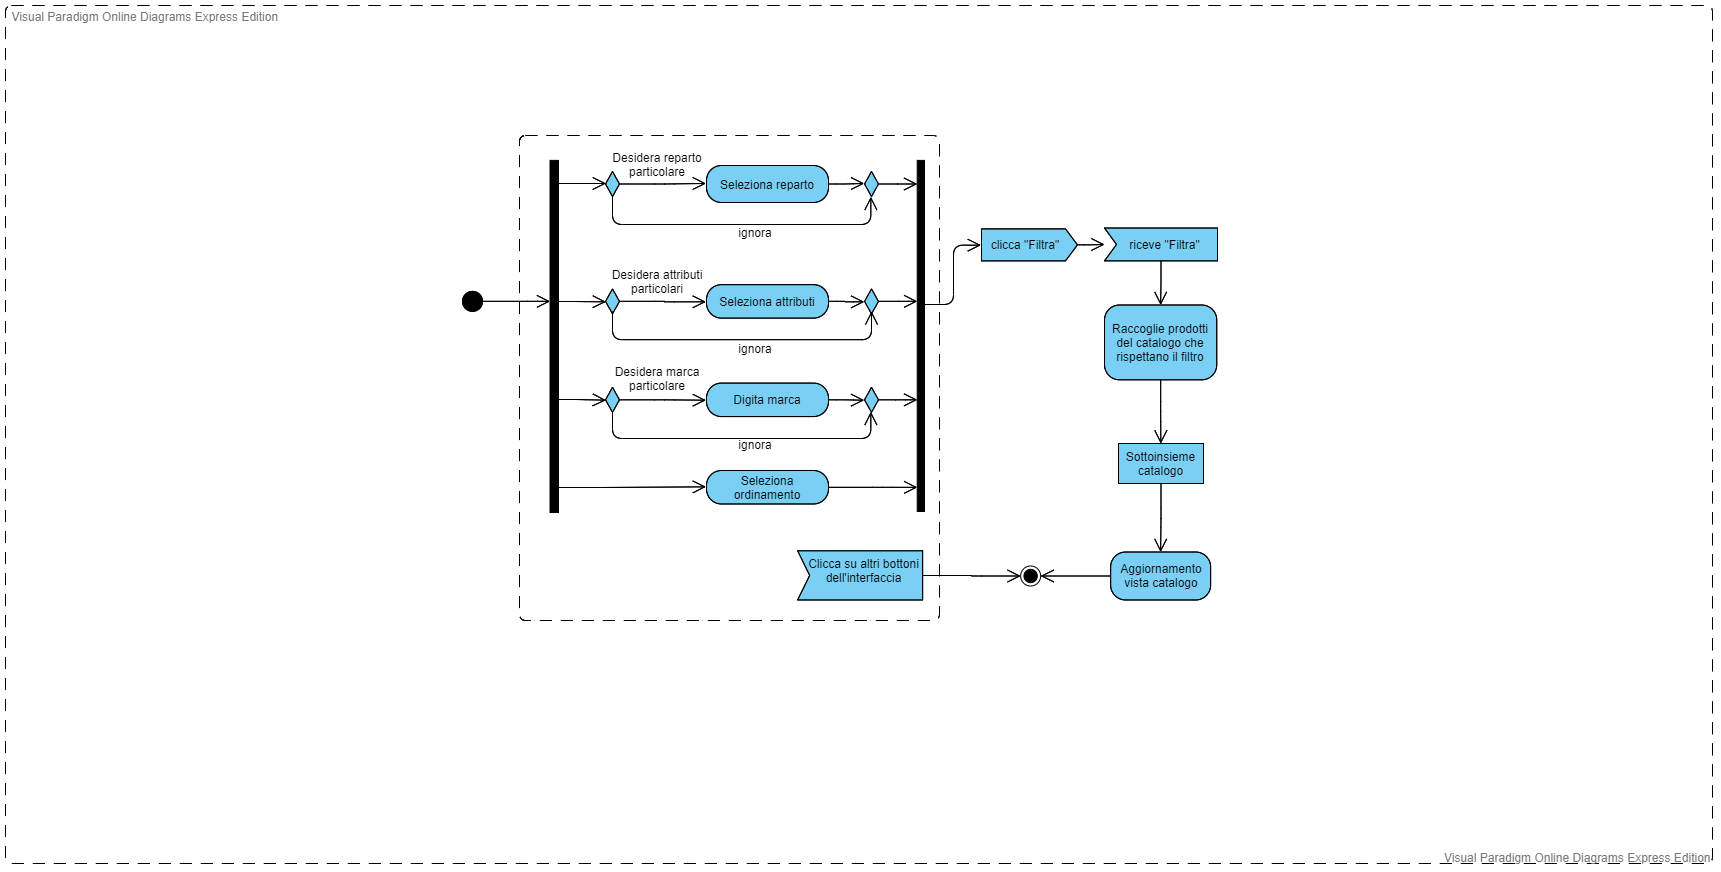 Visual Paradigm Online Diagrams Express Edition
Desidera reparto
particolare
Seleziona reparto
ignora
clicca "Filtra"
riceve "Filtra"
Desidera attributi
particolari
Seleziona attributi
ignora
Raccoglie prodotti
del catalogo che
rispettano il filtro
Desidera marca
particolare
Digita marca
ignora
Sottoinsieme
catalogo
Seleziona
ordinamento
Clicca su altri bottoni
dell'interfaccia
Aggiornamento
vista catalogo
Visual Paradigm Online Diagrams Express Edition